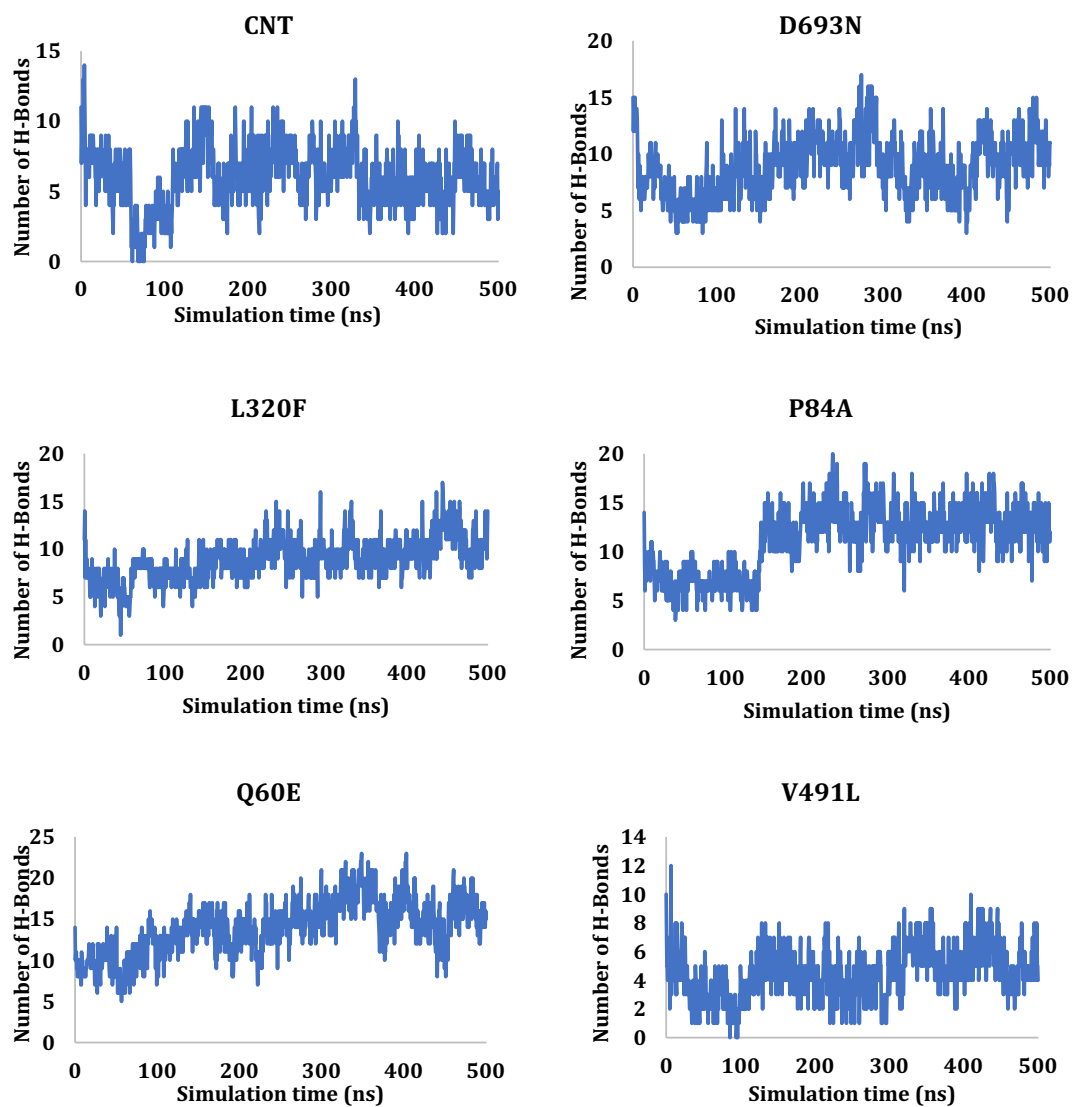 CNT
Number of H-Bonds
15
10
5
0
0 100 200 300 400 500
Simulation time (ns)
D693N
Number of H-Bonds
20
15
10
5
0
0 100 200 300 400 500
Simulation time (ns)
L320F
Number of H-Bonds
20
15
10
5
0
0 100 200 300 400 500
Simulation time (ns)
P84A
Number of H-Bonds
20
15
10
5
0
0 100 200 300 400 500
Simulation time (ns)
Q60E
Number of H-Bonds
25
20
15
10
5
0
0 100 200 300 400 500
Simulation time (ns)
V491L
Number of H-Bonds
14
12
10
8
6
4
2
0
0 100 200 300 400 500
Simulation time (ns)